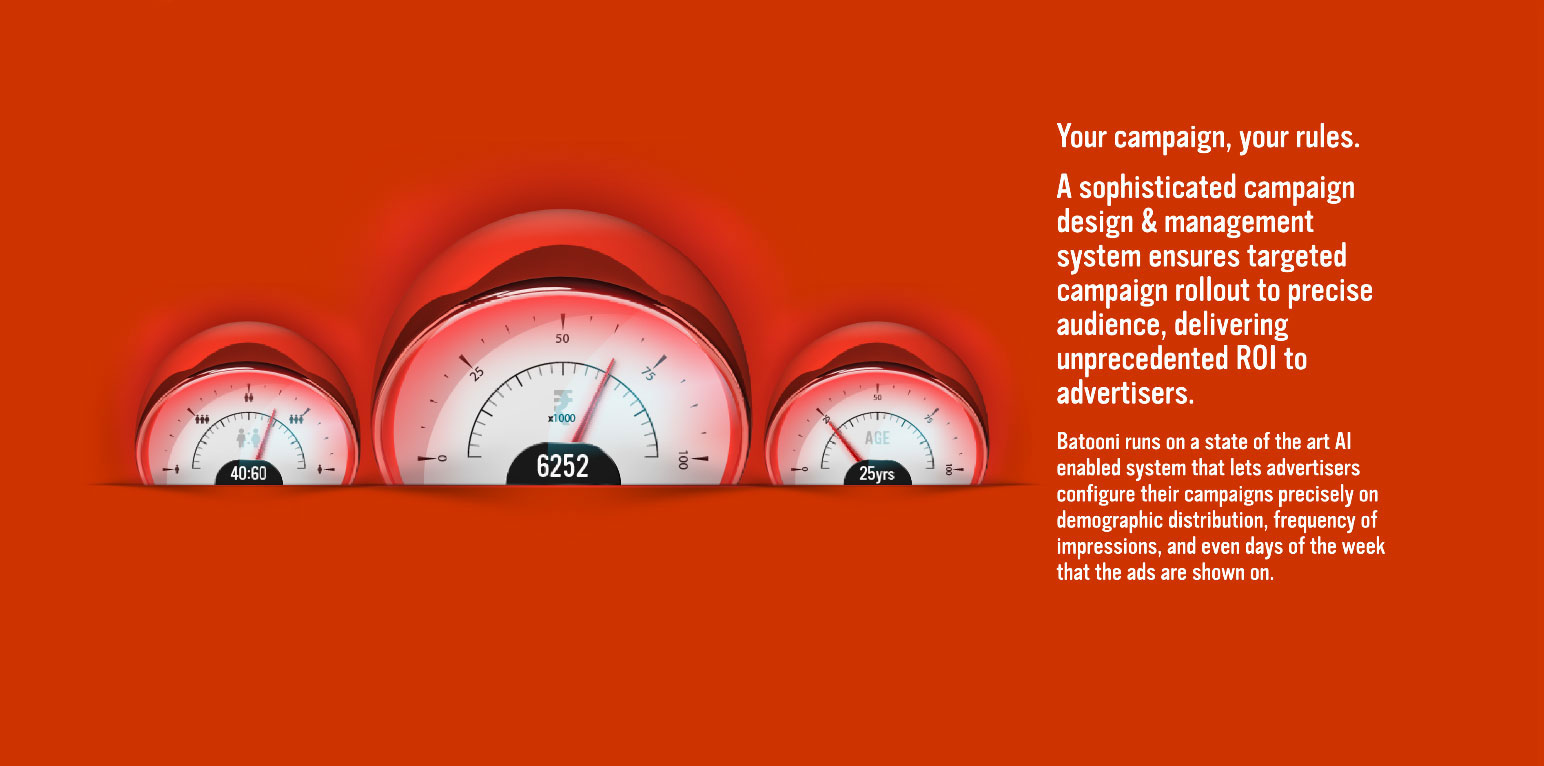 Your campaign, your rules.
A sophisticated campaign
design & management
system ensures targeted
campaign rollout to precise
audience, delivering
unprecedented ROI to
advertisers.
Batooni runs on a state of the art AI
enabled system that lets advertisers
configure their campaigns precisely on
demographic distribution, frequency of
impressions, and even days of the week
that the ads are shown on.
40:60
0
25
50
75
100
₹
x1000
6252
0
25
50
75
100
AGE
25yrs